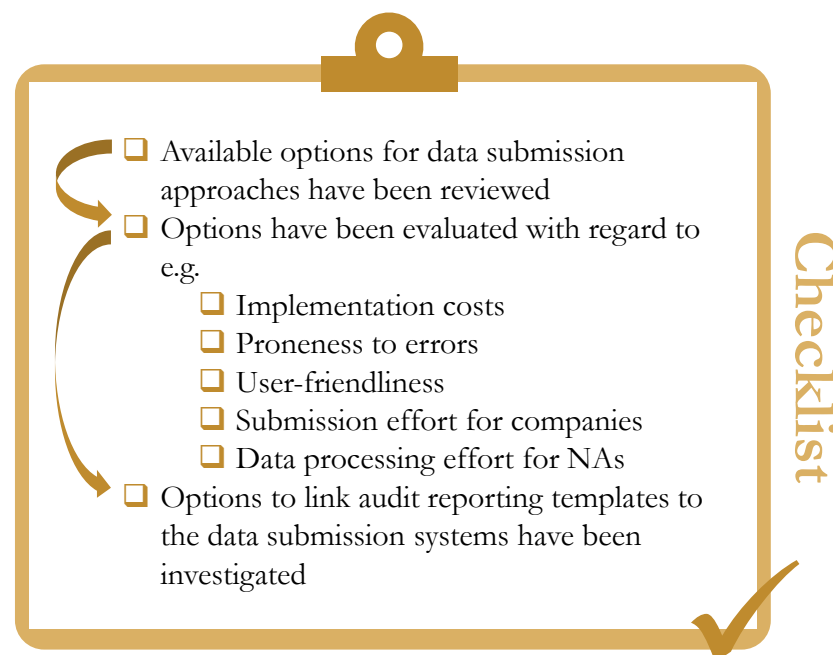 Available options for data submission
approaches have been reviewed
Options have been evaluated with regard to
e.g.
Implementation costs
Proneness to errors
User-friendliness
Submission effort for companies
Data processing effort for NAs
Options to link audit reporting templates to
the data submission systems have been
investigated
Checklist